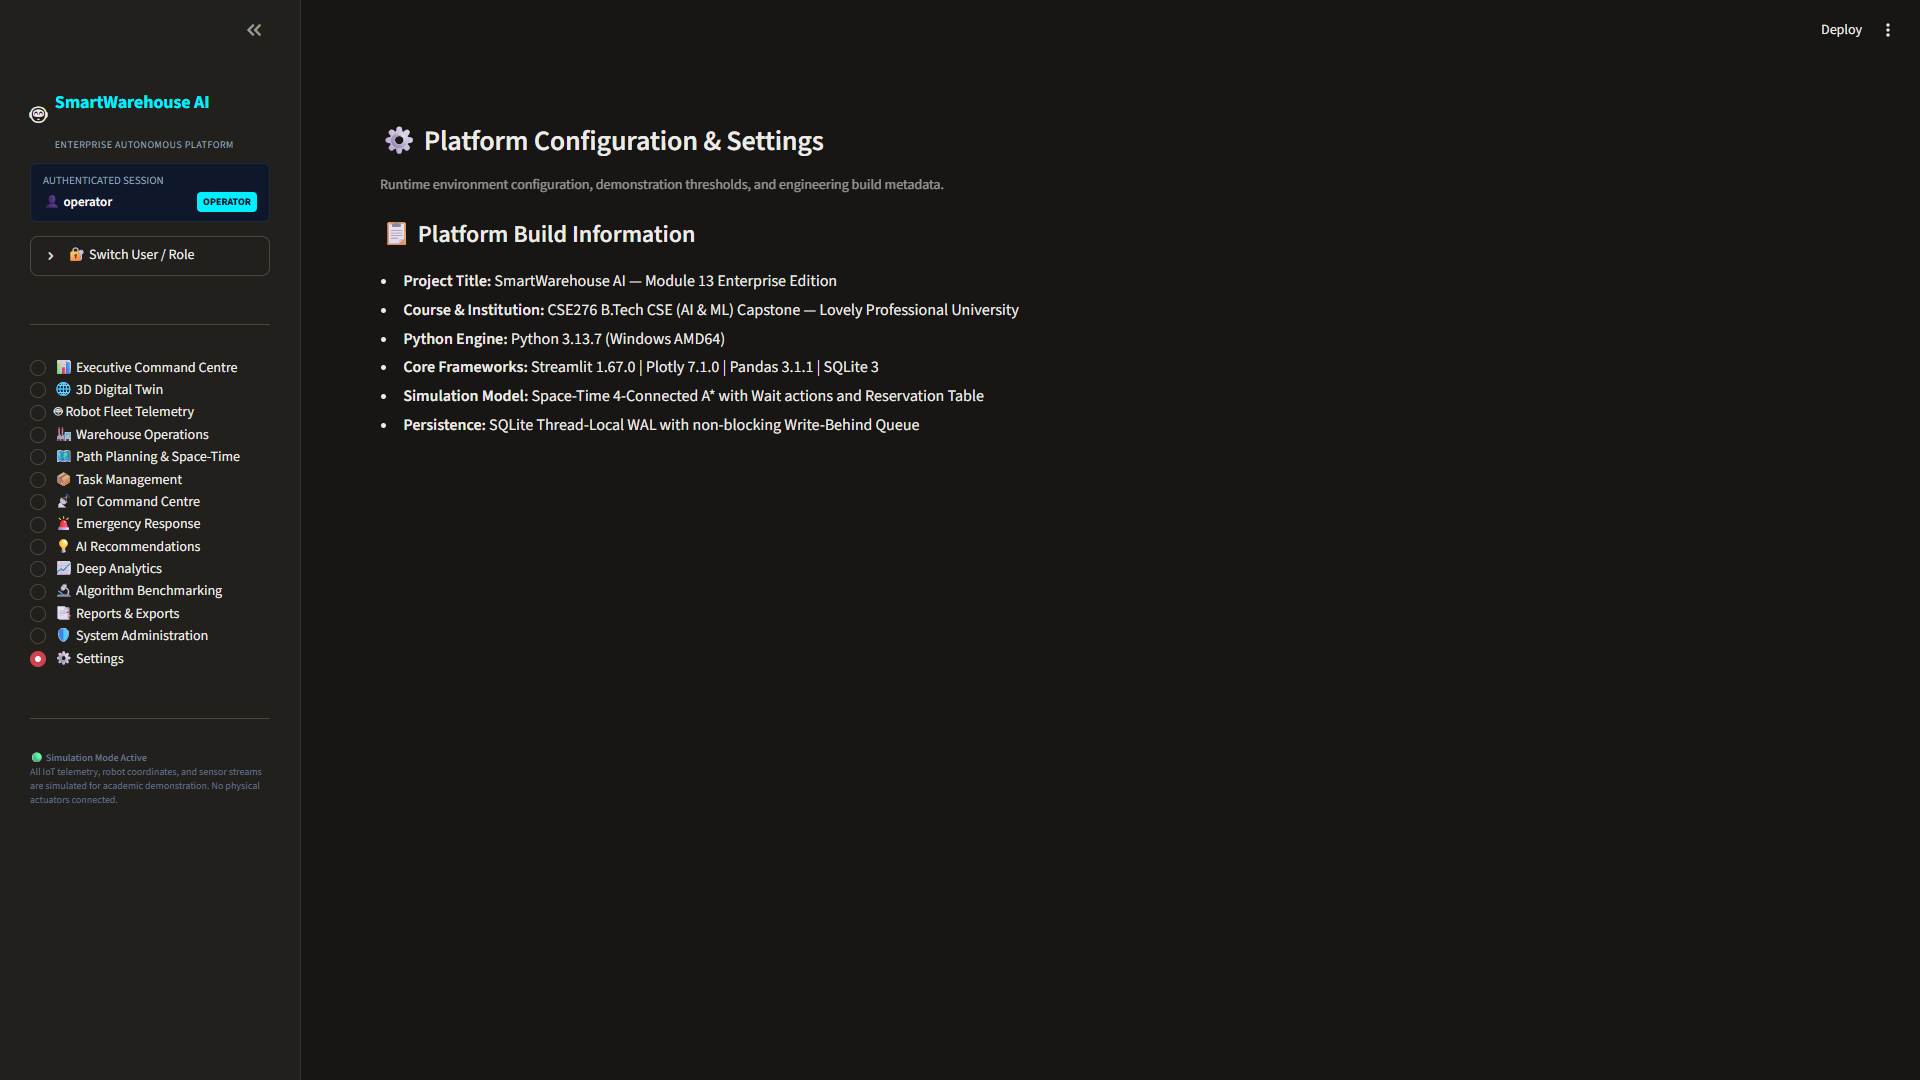 Deploy
SmartWarehouse AI
ENTERPRISE AUTONOMOUS PLATFORM
AUTHENTICATED SESSION
operator
OPERATOR
Switch User / Role
Executive Command Centre
3D Digital Twin
Robot Fleet Telemetry
Warehouse Operations
Path Planning & Space-Time
Task Management
IoT Command Centre
Emergency Response
AI Recommendations
Deep Analytics
Algorithm Benchmarking
Reports & Exports
System Administration
Settings
Simulation Mode Active
All IoT telemetry, robot coordinates, and sensor streams
are simulated for academic demonstration. No physical
actuators connected.
Platform Configuration & Settings
Runtime environment configuration, demonstration thresholds, and engineering build metadata.
Platform Build Information
• Project Title: SmartWarehouse AI — Module 13 Enterprise Edition
• Course & Institution: CSE276 B.Tech CSE (AI & ML) Capstone — Lovely Professional University
• Python Engine: Python 3.13.7 (Windows AMD64)
• Core Frameworks: Streamlit 1.67.0 | Plotly 7.1.0 | Pandas 3.1.1 | SQLite 3
• Simulation Model: Space-Time 4-Connected A* with Wait actions and Reservation Table
• Persistence: SQLite Thread-Local WAL with non-blocking Write-Behind Queue